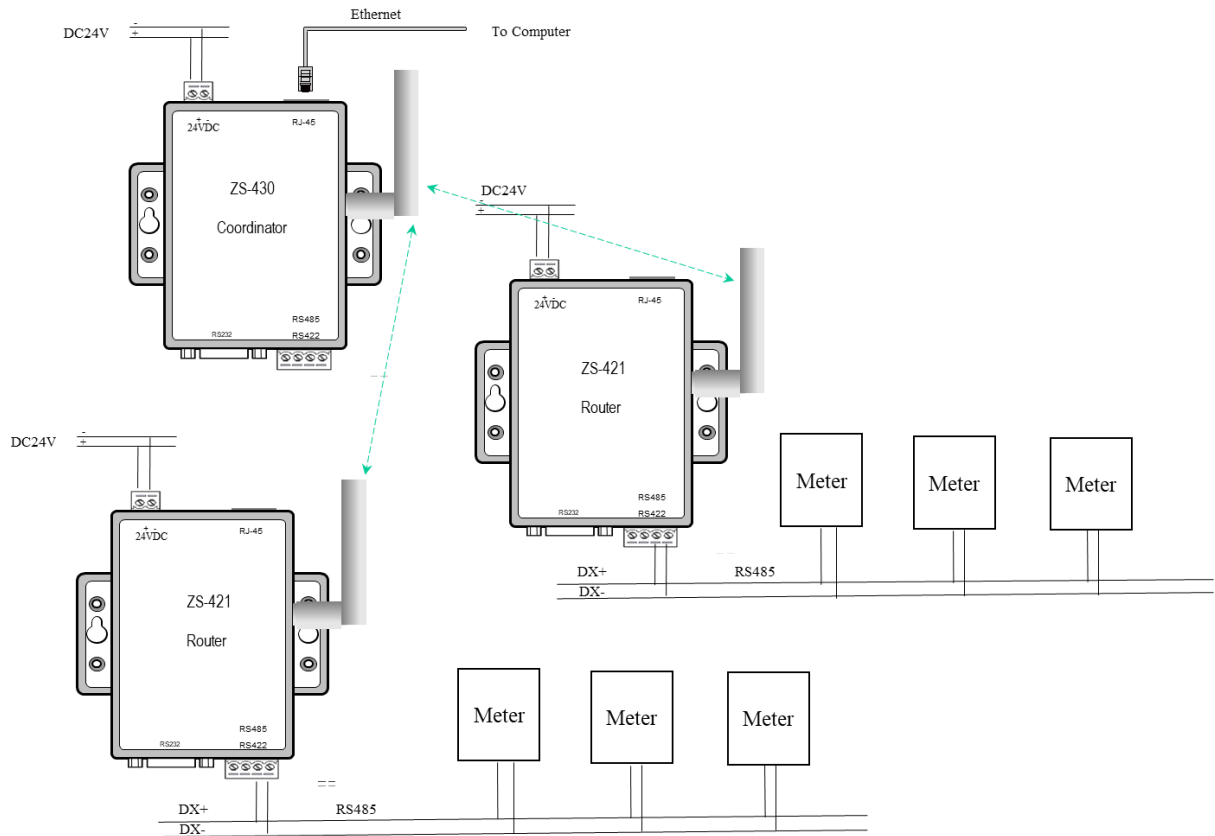 Ethernet
To Computer
-
DC24V
+
+ -
24VDC
RJ-45
ZS-430
Coordinator
RS485
RS232
RS422
DC24V
-
+
+ -
24VDC
RJ-45
ZS-421
Router
RS485
RS232
RS422
Meter
Meter
Meter
DX+
RS485
DX-
-
DC24V
+
+ -
24VDC
RJ-45
ZS-421
Router
RS485
RS232
RS422
Meter
Meter
Meter
DX+
RS485
DX-